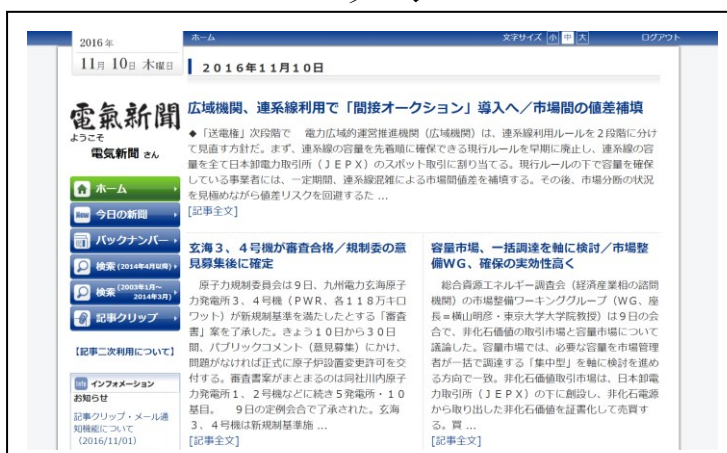 2016年
11月 10日 木曜日
ホーム
文字サイズ 小 中 大
ログアウト
2016年11月10日
電氣新聞
ようこそ
電気新聞 さん
ホーム
今日の新聞
バックナンバー
検索(2014年4月以降)
検索(2003年1月~
2014年3月)
記事クリップ
【記事二次利用について】
インフォメーション
お知らせ
記事クリップ・メール通
知機能について
(2016/11/01)
広域機関、連系線利用で「間接オークション」導入へ/市場間の値差補填
◆「送電権」次段階で 電力広域的運営推進機関(広域機関)は、連系線利用ルールを2段階に分け
て見直す方針だ。まず、連系線の容量を先着順に確保できる現行ルールを早期に廃止し、連系線の容
量を全て日本卸電力取引所(JEPX)のスポット取引に割り当てる。現行ルールの下で容量を確保
している事業者には、一定期間、連系線混雑による市場間値差を補填する。その後、市場分断の状況
を見極めながら値差リスクを回避するた ...
[記事全文]
玄海3、4号機が審査合格/規制委の意
見募集後に確定
原子力規制委員会は9日、九州電力玄海原子
力発電所3、4号機(PWR、各118万キロ
ワット)が新規制基準を満たしたとする「審査
書」案を了承した。きょう10日から30日
間、パブリックコメント(意見募集)にかけ、
問題がなければ正式に原子炉設置変更許可を交
付する。審査書案がまとまるのは同社川内原子
力発電所1、2号機などに続き5発電所・10
基目。 9日の定例会合で了承された。玄海
3、4号機は新規制基準施 ...
[記事全文]
容量市場、一括調達を軸に検討/市場整
備WG、確保の実効性高く
総合資源エネルギー調査会(経済産業相の諮問
機関)の市場整備ワーキンググループ(WG、座
長=横山明彦・東京大学大学院教授)は9日の会
合で、非化石価値の取引市場と容量市場について
議論した。容量市場では、必要な容量を市場管理
者が一括で調達する「集中型」を軸に検討を進め
る方向で一致。非化石価値取引市場は、日本卸電
力取引所(JEPX)の下に創設し、非化石電源
から取り出した非化石価値を証書化して売買す
る。買 ...
[記事全文]